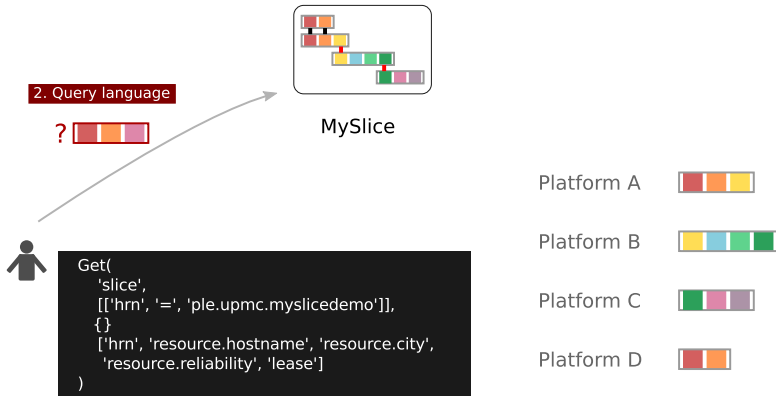 2. Query language
?
MySlice
Platform A
Platform B
Platform C
Platform D
Get(
'slice',
[['hrn', '=', 'ple.upmc.myslicedemo']],
{}
['hrn', 'resource.hostname', 'resource.city',
'resource.reliability', 'lease']
)